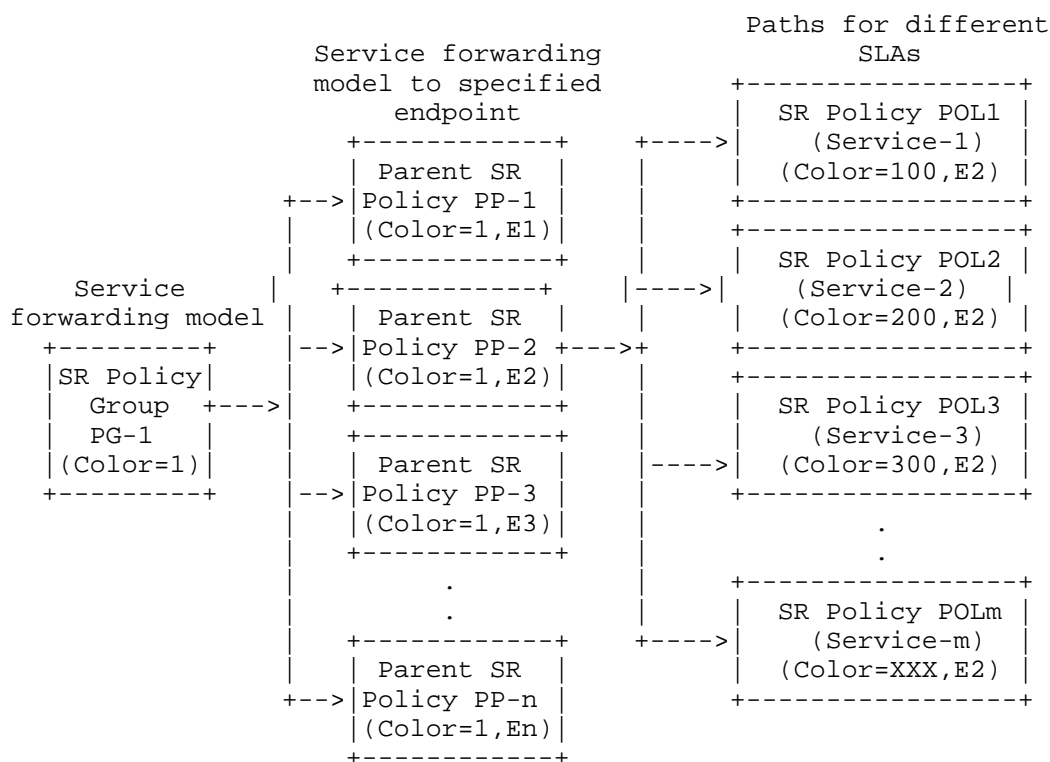 Service
forwarding model
SR Policy
Group
PG-1
(Color=1)
Service forwarding
model to specified
endpoint
Parent SR
Policy PP-1
(Color=1,E1)
Parent SR
Policy PP-2
(Color=1,E2)
Parent SR
Policy PP-3
(Color=1,E3)
.
.
Parent SR
Policy PP-n
(Color=1,En)
Paths for different
SLAs
SR Policy POL1
(Service-1)
(Color=100,E2)
SR Policy POL2
(Service-2)
(Color=200,E2)
SR Policy POL3
(Service-3)
(Color=300,E2)
.
.
SR Policy POLm
(Service-m)
(Color=XXX,E2)